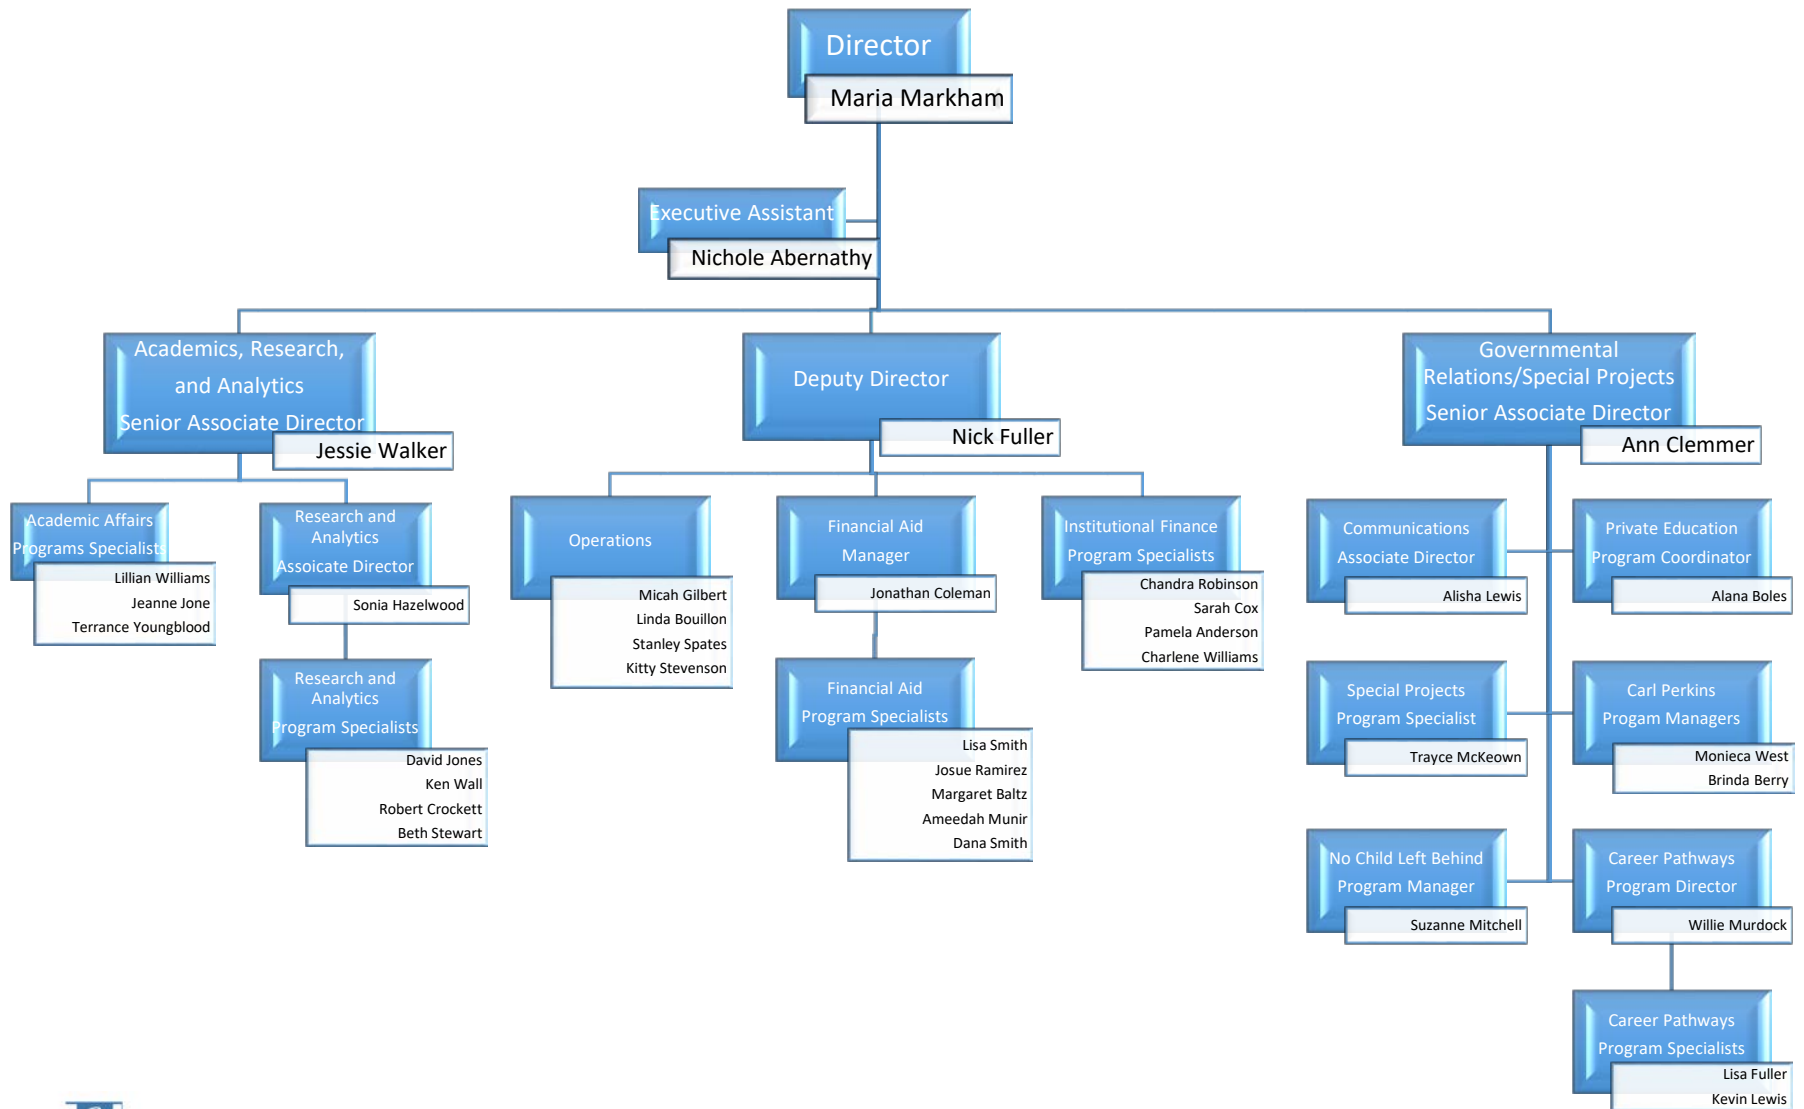 Director
Maria Markham
Executive Assistant
Nichole Abernathy
Academics, Research,
and Analytics
Senior Associate Director
Jessie Walker
Deputy Director
Nick Fuller
Governmental
Relations/Special Projects
Senior Associate Director
Ann Clemmer
Academic Affairs
Programs Specialists
Lillian Williams
Jeanne Jone
Terrance Youngblood
Research and
Analytics
Assoicate Director
Sonia Hazelwood
Research and
Analytics
Program Specialists
David Jones
Ken Wall
Robert Crockett
Beth Stewart
Operations
Micah Gilbert
Linda Bouillon
Stanley Spates
Kitty Stevenson
Financial Aid
Manager
Jonathan Coleman
Financial Aid
Program Specialists
Lisa Smith
Josue Ramirez
Margaret Baltz
Ameedah Munir
Dana Smith
Institutional Finance
Program Specialists
Chandra Robinson
Sarah Cox
Pamela Anderson
Charlene Williams
Communications
Associate Director
Alisha Lewis
Private Education
Program Coordinator
Alana Boles
Special Projects
Program Specialist
Trayce McKeown
Carl Perkins
Progam Managers
Monieca West
Brinda Berry
No Child Left Behind
Program Manager
Suzanne Mitchell
Career Pathways
Program Director
Willie Murdock
Career Pathways
Program Specialists
Lisa Fuller
Kevin Lewis